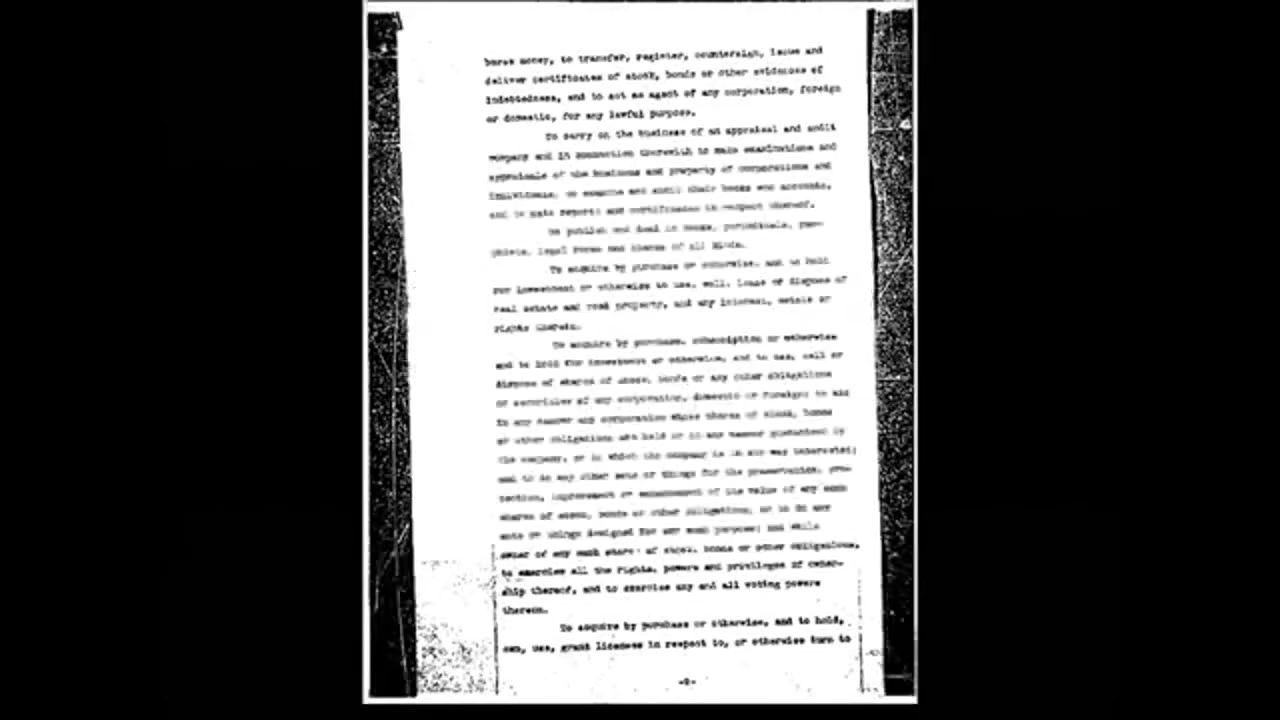 burse money, to transfer, register, countersign, issue and
deliver certificates of stock, bonds or other evidences of
indebtedness, and to act as agent of any corporation, foreign
or domestic, for any lawful purpose.
To carry on the business of an appraisal and audit
company and in connection therewith to make examinations and
appraisals of the business and property of corporations and
individuals, to examine and audit their books and accounts,
and to make reports and certificates in respect thereof.
To publish and deal in books, periodicals, pam-
phlets, legal forms and blanks of all kinds.
To acquire by purchase or otherwise, and to hold
for investment or otherwise to use, sell, lease or dispose of
real estate and real property, and any interest, estate or
rights therein.
To acquire by purchase, subscription or otherwise
and to hold for investment or otherwise, and to use, sell or
dispose of shares of stock, bonds or any other obligations
or securities of any corporation, domestic or foreign; to aid
in any manner any corporation whose shares of stock, bonds
or other obligations are held or in any manner guaranteed by
the company, or in which the company is in any way interested;
and to do any other acts or things for the preservation, pro-
tection, improvement or enhancement of the value of any such
shares of stock, bonds or other obligations, or to do any
acts or things designed for any such purpose; and while
owner of any such shares of stock, bonds or other obligations,
to exercise all the rights, powers and privileges of owner-
ship thereof, and to exercise any and all voting powers
thereon.
To acquire by purchase or otherwise, and to hold,
own, use, grant licenses in respect to, or otherwise turn to